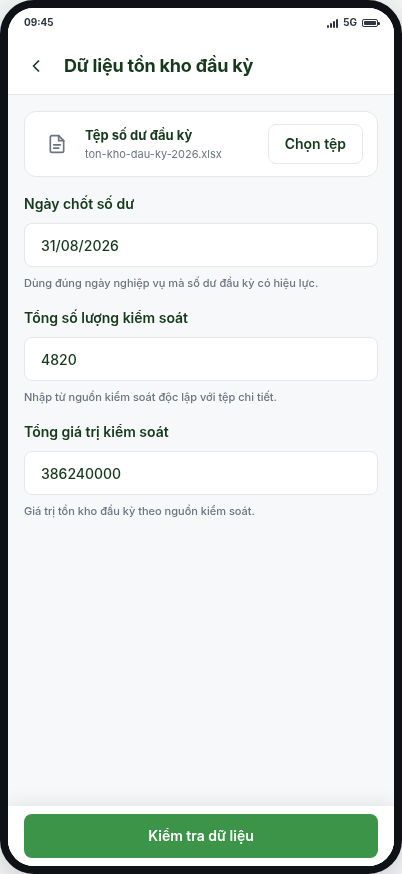 09:45
5G
Dữ liệu tồn kho đầu kỳ
Tệp số dư đầu kỳ
ton-kho-dau-ky-2026.xlsx
Chọn tệp
Ngày chốt số dư
31/08/2026
Dùng đúng ngày nghiệp vụ mà số dư đầu kỳ có hiệu lực.
Tổng số lượng kiểm soát
4820
Nhập từ nguồn kiểm soát độc lập với tệp chi tiết.
Tổng giá trị kiểm soát
386240000
Giá trị tồn kho đầu kỳ theo nguồn kiểm soát.
Kiểm tra dữ liệu